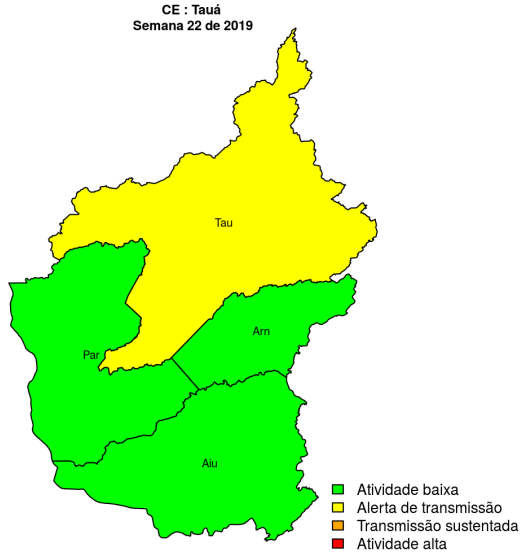 CE : Tauá
Semana 22 de 2019
Tau
Arn
Par
Aiu
Atividade baixa
Alerta de transmissão
Transmissão sustentada
Atividade alta